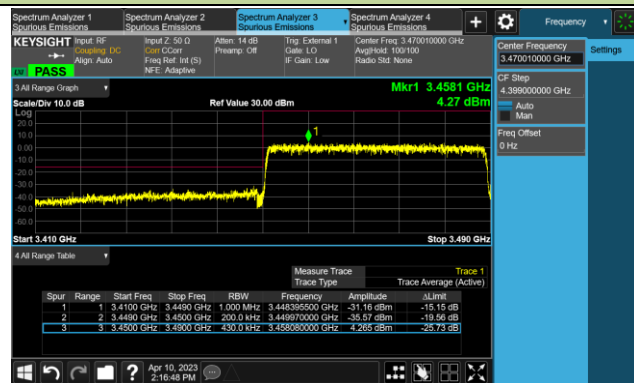 Spectrum Analyzer 1
Spurious Emissions
Spectrum Analyzer 2
Spurious Emissions
Spectrum Analyzer 3
Spurious Emissions
Spectrum Analyzer 4
Spurious Emissions
Frequency
KEYSIGHT
Input: RF
Coupling: DC
Align: Auto
Input Z: 50 Ω
Corr CCorr
Freq Ref: Int (S)
NFE: Adaptive
Atten: 14 dB
Preamp: Off
Trig: External 1
Gate: LO
IF Gain: Low
Center Freq: 3.470010000 GHz
Avg|Hold: 100/100
Radio Std: None
PASS
Center Frequency
3.470010000 GHz
Settings
CF Step
4.399000000 GHz
Auto
Man
Freq Offset
0 Hz
3 All Range Graph
Mkr1 3.4581 GHz
Scale/Div 10.0 dB
Ref Value 30.00 dBm
4.27 dBm
Log
20.0
10.0
0.00
-10.0
-20.0
-30.0
-40.0
-50.0
-60.0
1
Start 3.410 GHz
Stop 3.490 GHz
4 All Range Table
Measure Trace Trace 1
Trace Type Trace Average (Active)
Spur Range Start Freq Stop Freq RBW Frequency Amplitude ΔLimit
1 1 3.4100 GHz 3.4490 GHz 1.000 MHz 3.448395500 GHz -31.16 dBm -15.15 dB
2 2 3.4490 GHz 3.4500 GHz 200.0 kHz 3.449970000 GHz -35.57 dBm -19.56 dB
3 3 3.4500 GHz 3.4900 GHz 430.0 kHz 3.458080000 GHz 4.265 dBm -25.73 dB
Apr 10, 2023
2:16:48 PM